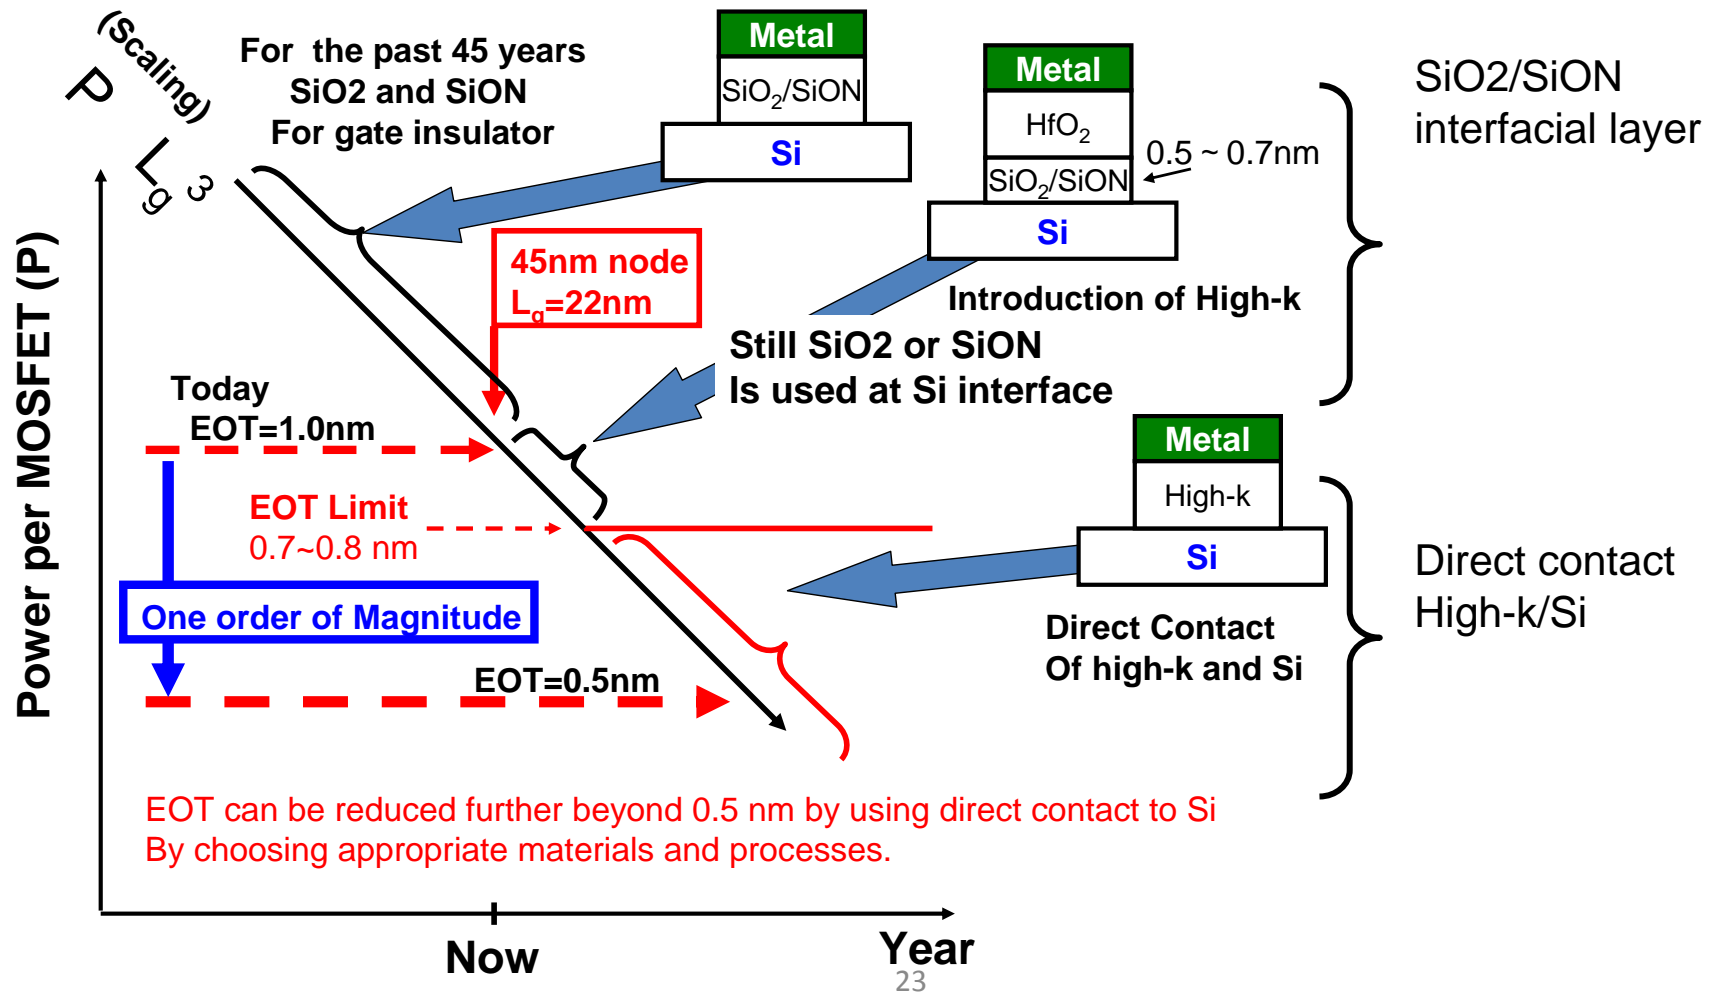 (Scaling)
P
Lg 3
For the past 45 years
SiO2 and SiON
For gate insulator
Metal
SiO2/SiON
Si
Metal
HfO2
SiO2/SiON
Si
0.5 ~ 0.7nm
SiO2/SiON
interfacial layer
45nm node
Lg=22nm
Introduction of High-k
Still SiO2 or SiON
Is used at Si interface
Power per MOSFET (P)
Today
EOT=1.0nm
EOT Limit
0.7~0.8 nm
One order of Magnitude
EOT=0.5nm
Metal
High-k
Si
Direct Contact
Of high-k and Si
Direct contact
High-k/Si
EOT can be reduced further beyond 0.5 nm by using direct contact to Si
By choosing appropriate materials and processes.
Now
Year
23